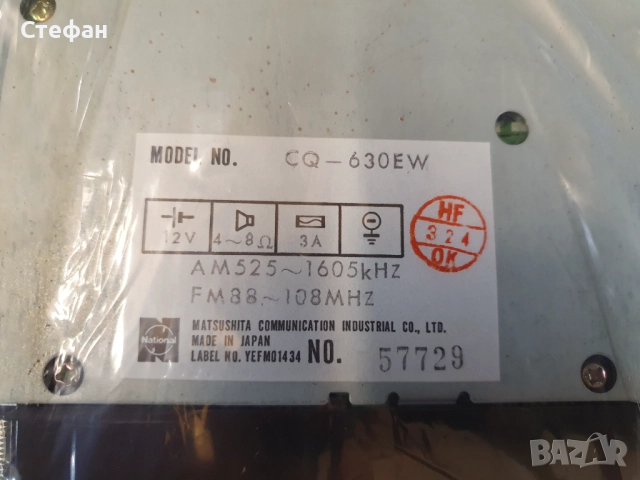 Стефан
MODEL NO. CQ-630EW
12V 4~8Ω 3A
HF
324
OK
AM525~1605kHz
FM88~108MHz
MATSUSHITA COMMUNICATION INDUSTRIAL CO., LTD.
National
MADE IN JAPAN
LABEL NO. YEFM01434 NO. 57729
BAZAR